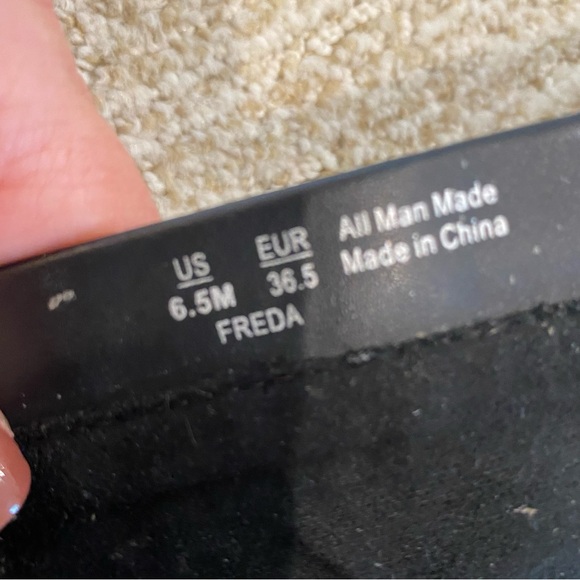 US EUR All Man Made
6.5M 36.5 Made in China
FREDA